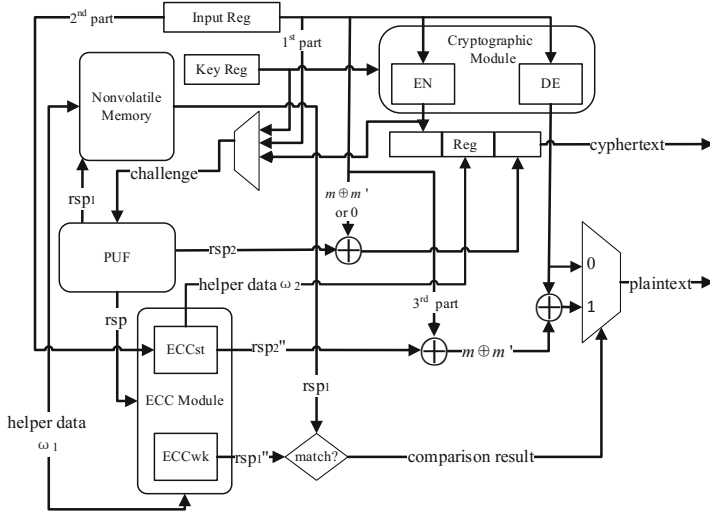 2nd part
Input Reg
1st part
Cryptographic
Module
Key Reg
Nonvolatile
Memory
EN
DE
Reg
cyphertext
challenge
rsp1
m⊕m'
or 0
PUF
rsp2
0
helper data ω2
plaintext
rsp
3rd part
1
ECCst
rsp2"
m⊕m'
ECC Module
rsp1
helper data
ω1
ECCwk
rsp1"
match?
comparison result